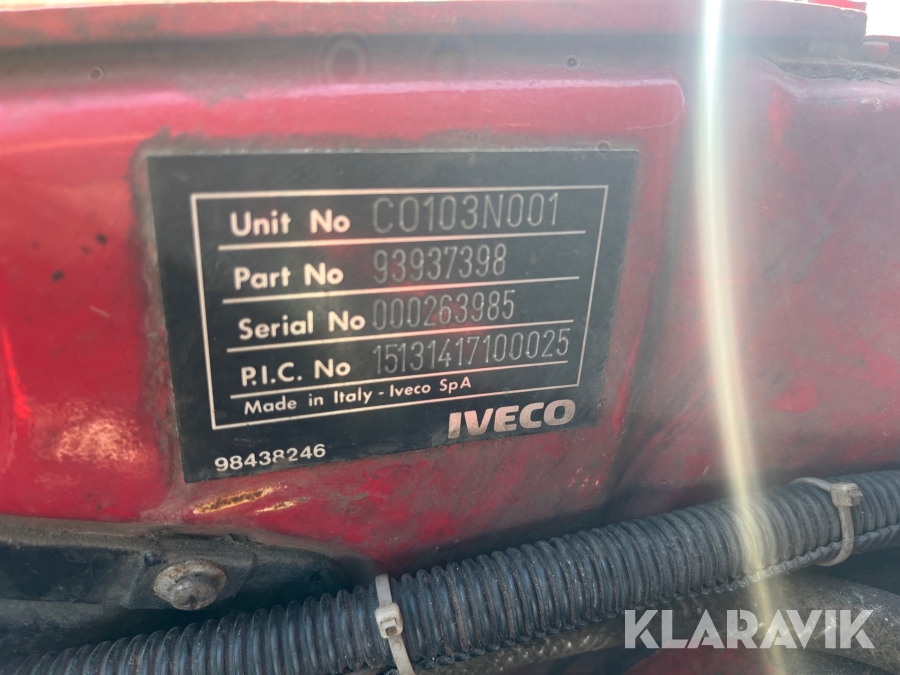 Unit No C0103N001
Part No 93937398
Serial No 000263985
P.I.C. No 15131417100025
Made in Italy - Iveco SpA
IVECO
98438246
KLARAVIK